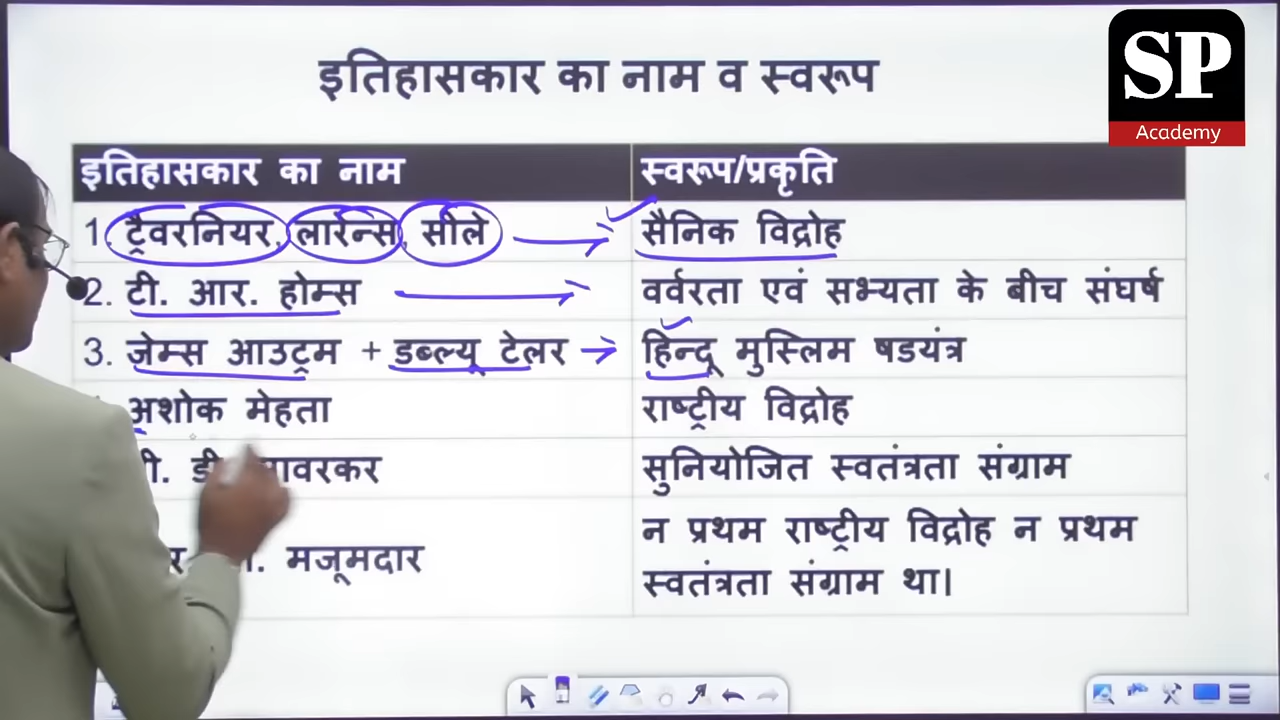 इतिहासकार का नाम व स्वरूप
SP
Academy
इतिहासकार का नाम स्वरूप/प्रकृति
1. ट्रैवरनियर, लारेन्स, सीले सैनिक विद्रोह
2. टी. आर. होम्स वर्वरता एवं सभ्यता के बीच संघर्ष
3. जेम्स आउट्रम + डब्ल्यू टेलर हिन्दू मुस्लिम षडयंत्र
अशोक मेहता राष्ट्रीय विद्रोह
सुनियोजित स्वतंत्रता संग्राम
न प्रथम राष्ट्रीय विद्रोह न प्रथम
मजूमदार
स्वतंत्रता संग्राम था।